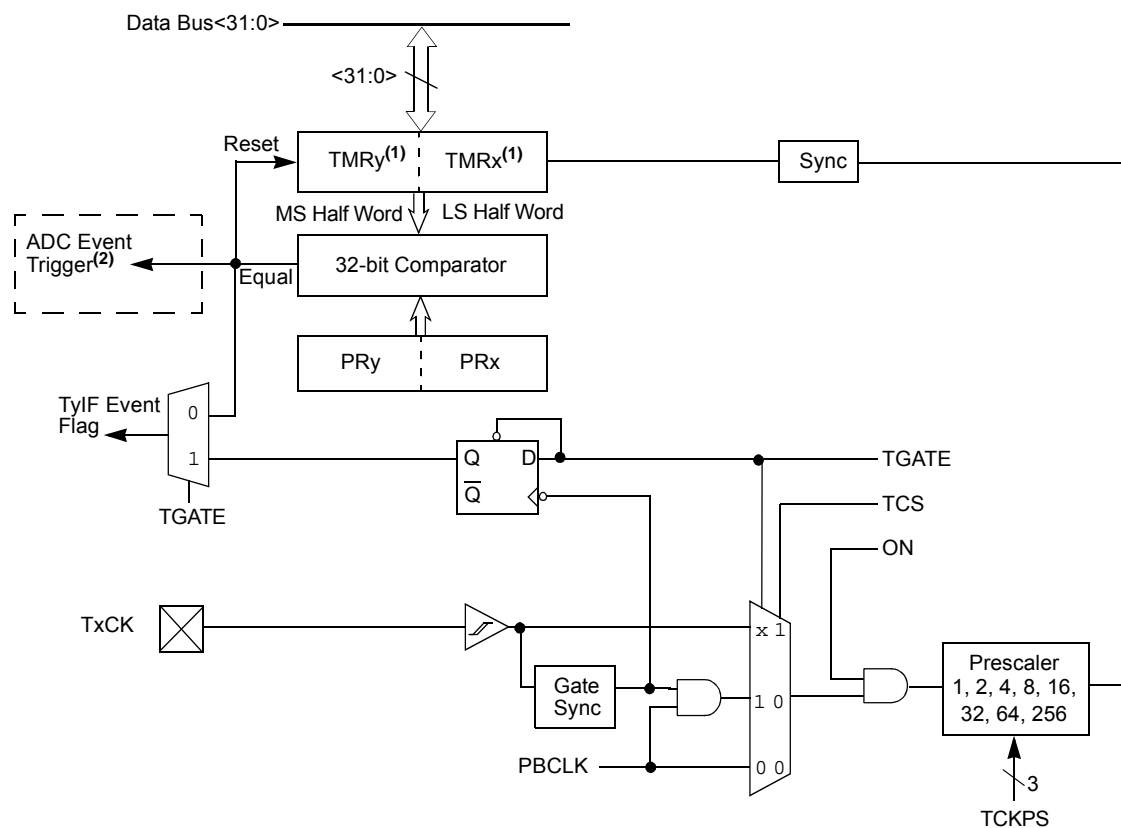 Data Bus<31:0>
<31:0>
Reset
TMRy(1)
TMRx(1)
Sync
MS Half Word
LS Half Word
ADC Event
Trigger(2)
Equal
32-bit Comparator
PRy
PRx
TyIF Event
Flag
0
1
TGATE
Q
D
Q
TGATE
TCS
ON
TxCK
x 1
Gate
Sync
1 0
Prescaler
1, 2, 4, 8, 16,
32, 64, 256
PBCLK
0 0
3
TCKPS